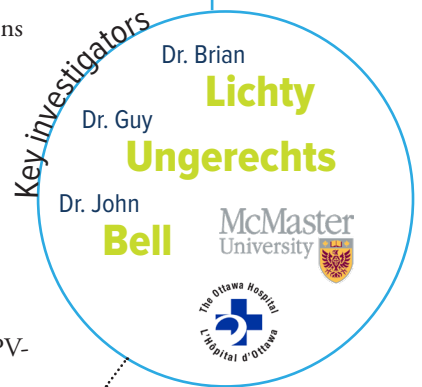 ns
Key investigators
Dr. Brian
Lichty
Dr. Guy
Ungerechts
Dr. John
Bell
McMaster
University
The Ottawa Hospital
L'Hôpital d'Ottawa
PV-